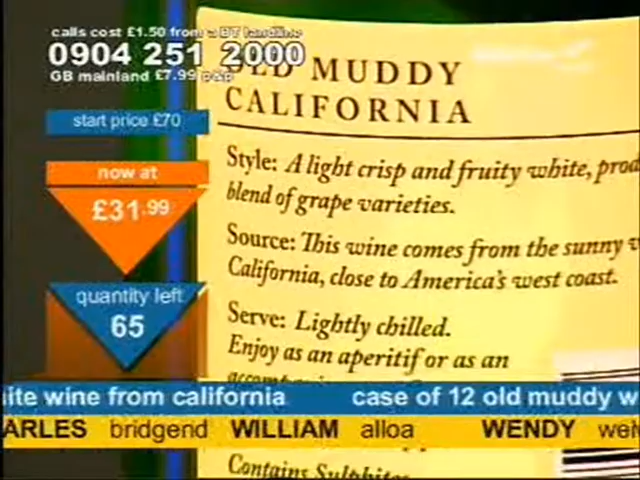 calls cost £1.50 from a BT landline
0904 251 2000
GB mainland £7.99 p&p
OLD MUDDY
CALIFORNIA
start price £70
now at
£31.99
quantity left
65
Style: A light crisp and fruity white, prod
blend of grape varieties.
Source: This wine comes from the sunny v
California, close to America's west coast.
Serve: Lightly chilled.
Enjoy as an aperitif or as an
ite wine from california case of 12 old muddy w
ARLES bridgend WILLIAM alloa WENDY wel
Contains Sulphites